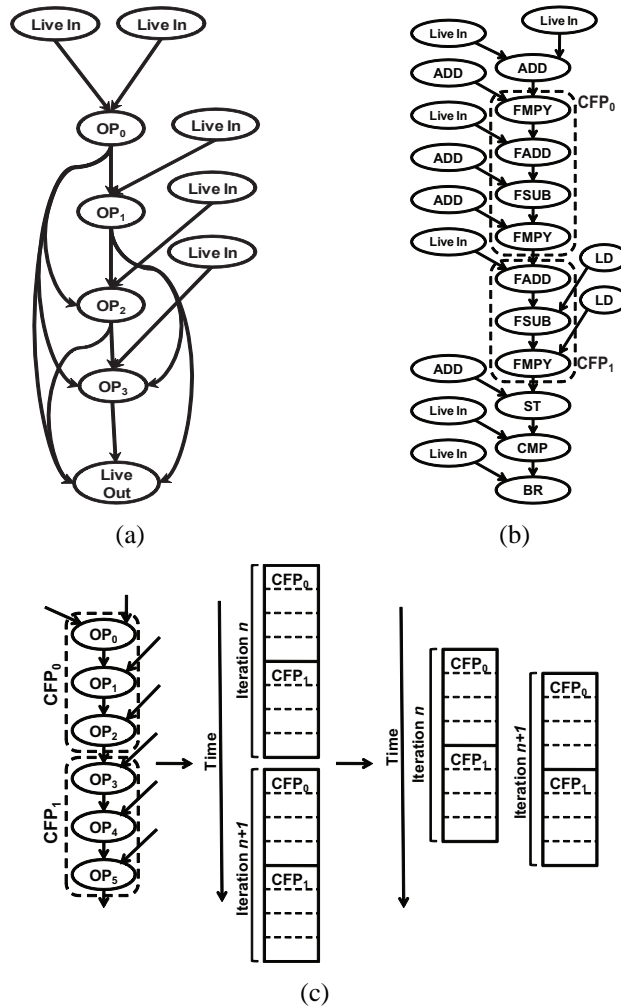 Live In
Live In
OP0
Live In
OP1
Live In
Live In
OP2
OP3
Live
Out
(a)
Live In
Live In
ADD
ADD
FMPY
CFP0
Live In
FADD
ADD
FSUB
ADD
FMPY
Live In
FADD
LD
FSUB
LD
FMPY
CFP1
ADD
ST
Live In
CMP
Live In
BR
(b)
CFP0
OP0
OP1
OP2
CFP1
OP3
OP4
OP5
Time
Iteration n
CFP0
CFP1
Iteration n+1
CFP0
CFP1
Time
Iteration n
CFP0
CFP1
Iteration n+1
CFP0
CFP1
(c)